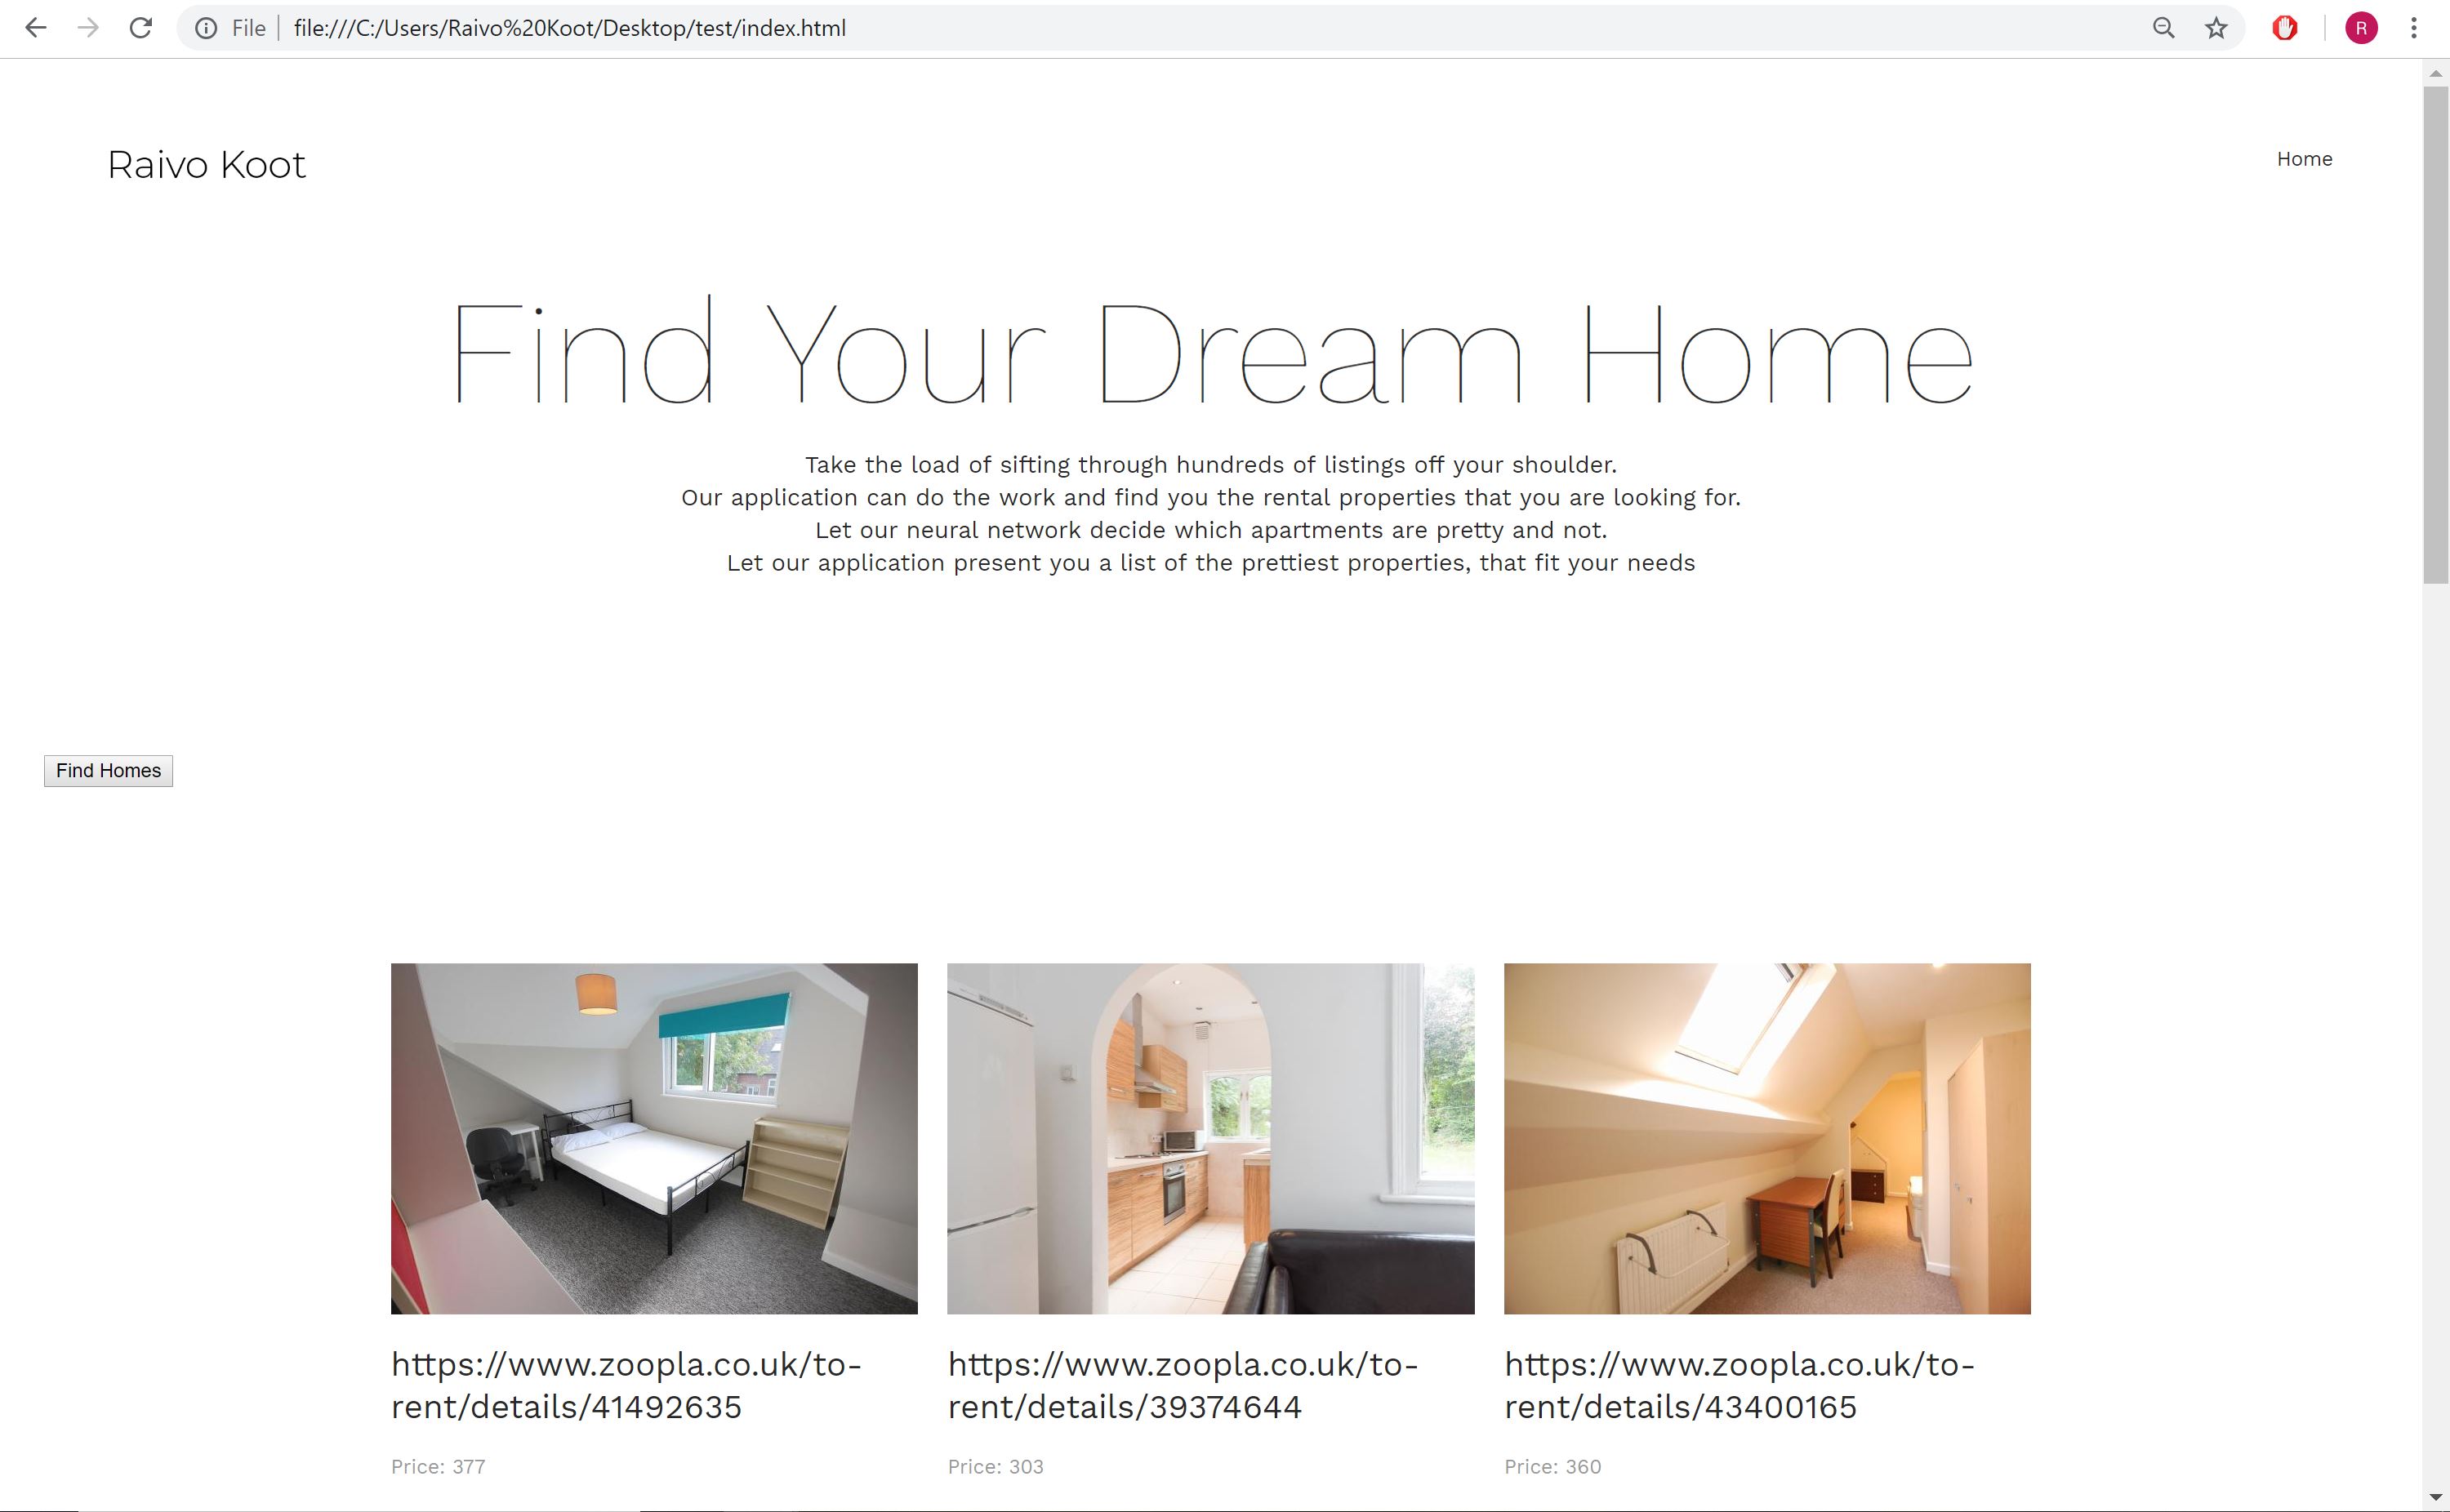 File file:///C:/Users/Raivo%20Koot/Desktop/test/index.html
R
Raivo Koot
Home
Find Your Dream Home
Take the load of sifting through hundreds of listings off your shoulder.
Our application can do the work and find you the rental properties that you are looking for.
Let our neural network decide which apartments are pretty and not.
Let our application present you a list of the prettiest properties, that fit your needs
Find Homes
https://www.zoopla.co.uk/to-
rent/details/41492635
Price: 377
https://www.zoopla.co.uk/to-
rent/details/39374644
Price: 303
https://www.zoopla.co.uk/to-
rent/details/43400165
Price: 360